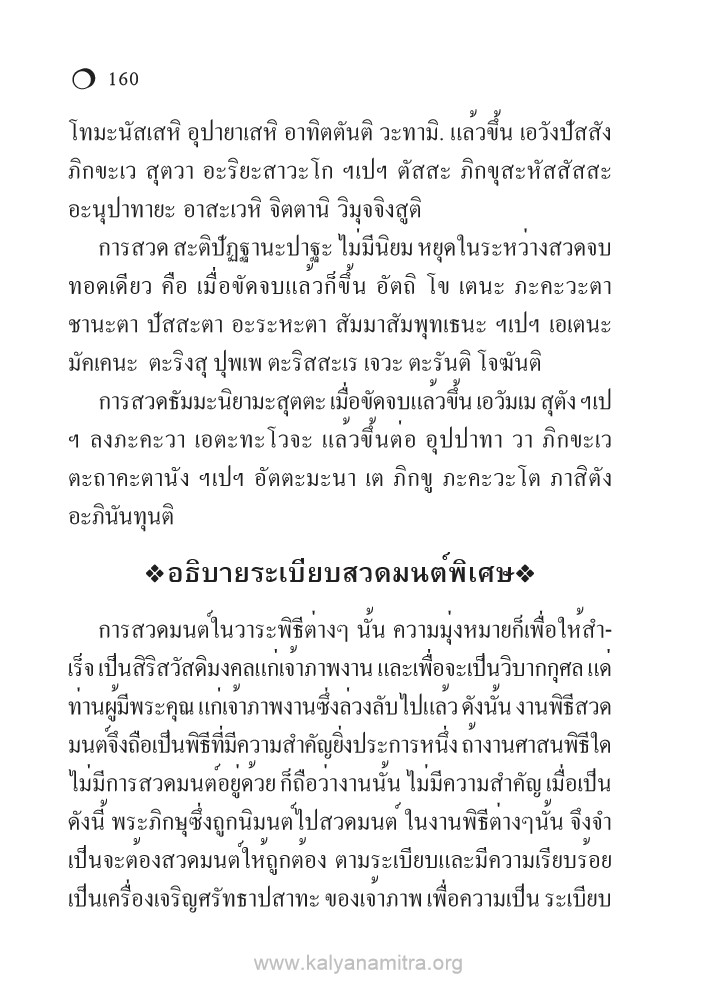 160
โทมะนัสเสหิ อุปายาเสหิ อาทิตตันติ วะทามิ. แล้วขึ้น เอวังปัสสัง
ภิกขะเว สุตวา อะริยะสาวะโก ฯเปฯ ตัสสะ ภิกขุสะหัสสัสสะ
อะนุปาทายะ อาสะเวหิ จิตตานิ วิมุจจิงสูติ
การสวด สะติปัฏฐานะปาฐะ ไม่มีนิยม หยุดในระหว่างสวดจบ
ทอดเดียว คือ เมื่อขัดจบแล้วก็ขึ้น อัตถิ โข เตนะ ภะคะวะตา
ชานะตา ปัสสะตา อะระหะตา สัมมาสัมพุทเธนะ ฯเปฯ เอเตนะ
มัคเคนะ ตะริงสุ ปุพเพ ตะริสสะเร เจวะ ตะรันติ โจฆันติ
การสวดธัมมะนิยามะสุตตะ เมื่อขัดจบแล้วขึ้น เอวัมเม สุตัง ฯเป
ฯ ลงภะคะวา เอตะทะโวจะ แล้วขึ้นต่อ อุปปาทา วา ภิกขะเว
ตะถาคะตานัง ฯเปฯ อัตตะมะนา เต ภิกขู ภะคะวะโต ภาสิตัง
อะภินันทุนติ
❖อธิบายระเบียบสวดมนต์พิเศษ❖
การสวดมนต์ในวาระพิธีต่างๆ นั้น ความมุ่งหมายก็เพื่อให้สำ-
เร็จ เป็นสิริสวัสดิมงคลแก่เจ้าภาพงาน และเพื่อจะเป็นวิบากกุศล แด่
ท่านผู้มีพระคุณ แก่เจ้าภาพงานซึ่งล่วงลับไปแล้ว ดังนั้น งานพิธีสวด
มนต์จึงถือเป็นพิธีที่มีความสำคัญยิ่งประการหนึ่ง ถ้างานศาสนพิธีใด
ไม่มีการสวดมนต์อยู่ด้วย ก็ถือว่างานนั้น ไม่มีความสำคัญ เมื่อเป็น
ดังนี้ พระภิกษุซึ่งถูกนิมนต์ไปสวดมนต์ ในงานพิธีต่างๆนั้น จึงจำ
เป็นจะต้องสวดมนต์ให้ถูกต้อง ตามระเบียบและมีความเรียบร้อย
เป็นเครื่องเจริญศรัทธาปสาทะ ของเจ้าภาพ เพื่อความเป็น ระเบียบ
www.kalyanamitra.org